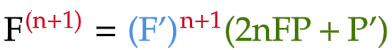 F⁽ⁿ⁺¹⁾ = (F′)ⁿ⁺¹(2nFP + P′)